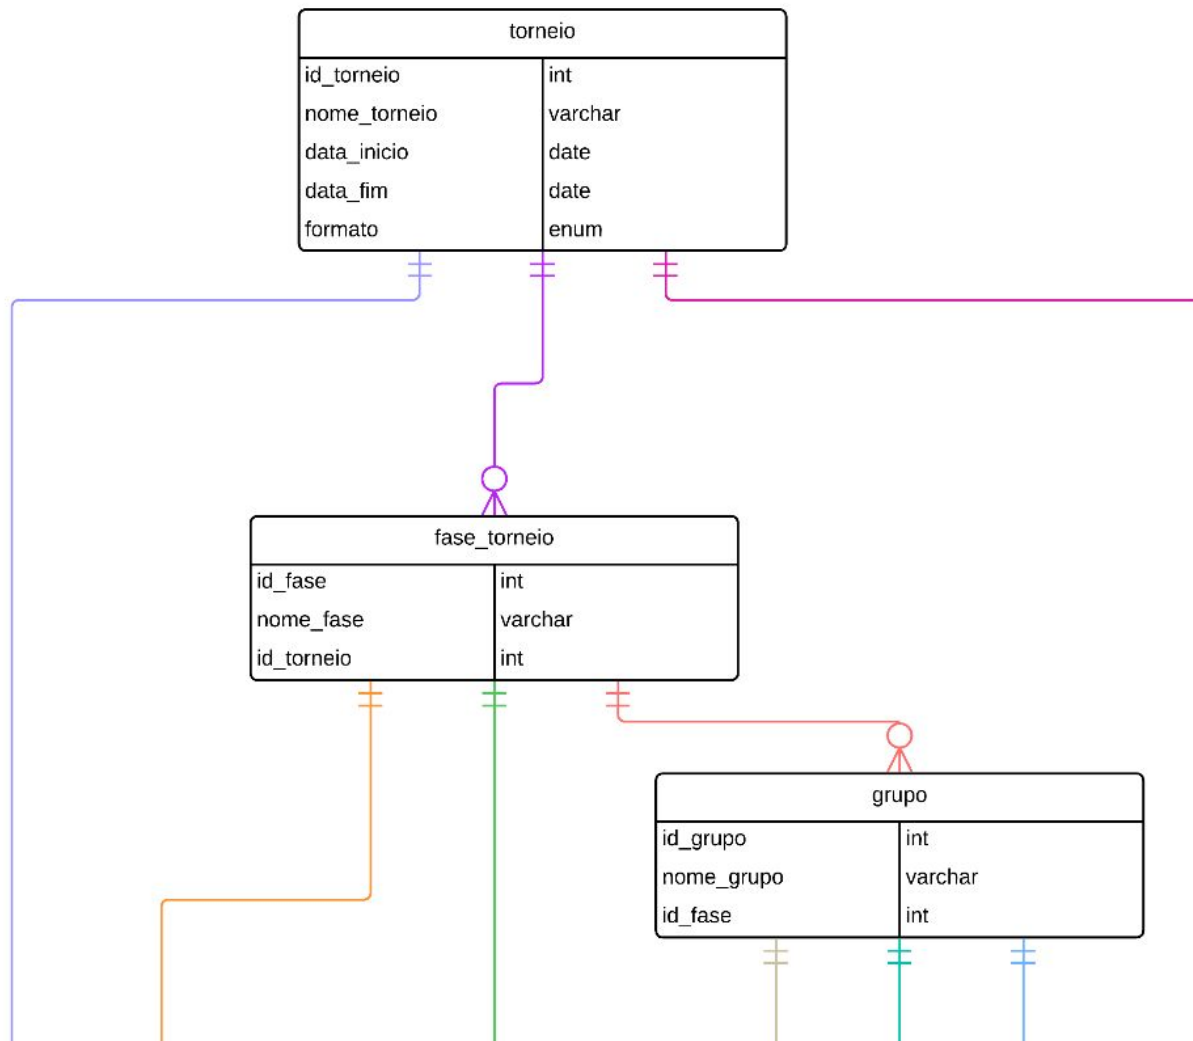 torneio
id_torneio int
nome_torneio varchar
data_inicio date
data_fim date
formato enum
fase_torneio
id_fase int
nome_fase varchar
id_torneio int
grupo
id_grupo int
nome_grupo varchar
id_fase int